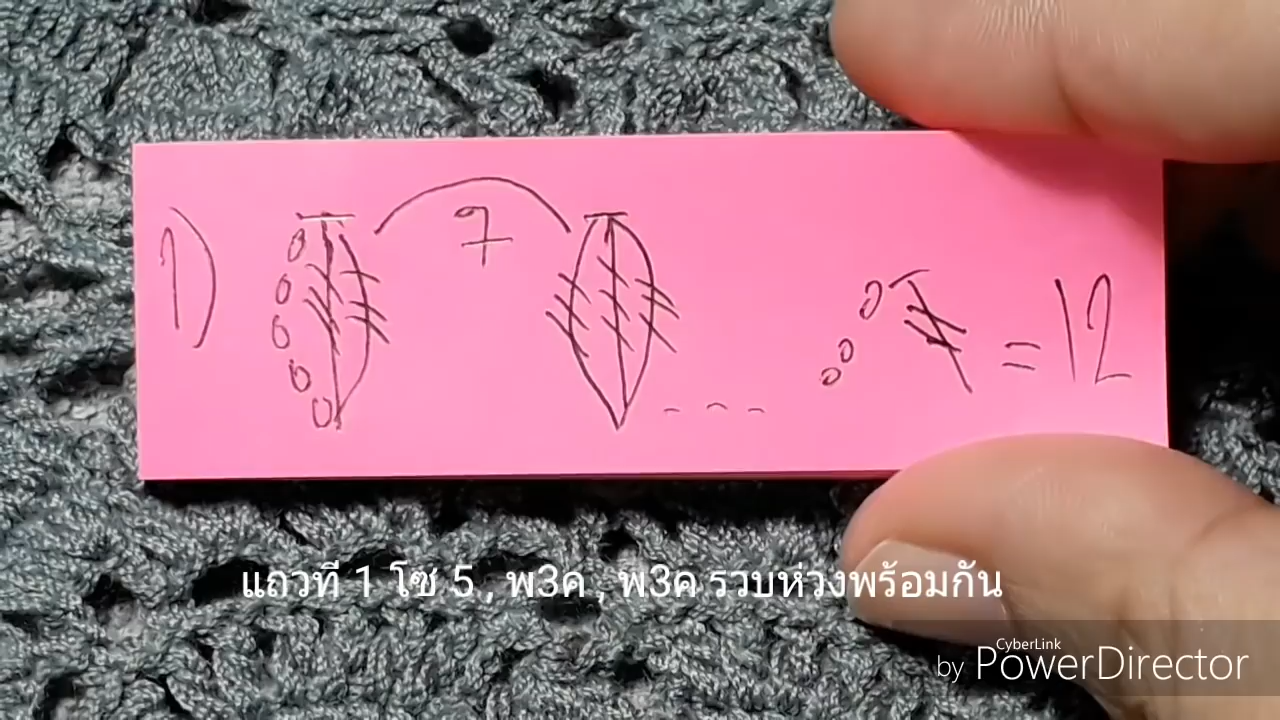 1) 7 = 12
แถวที่ 1 โซ่ 5 , พ3ค , พ3ค รวบห่วงพร้อมกัน
CyberLink
by PowerDirector